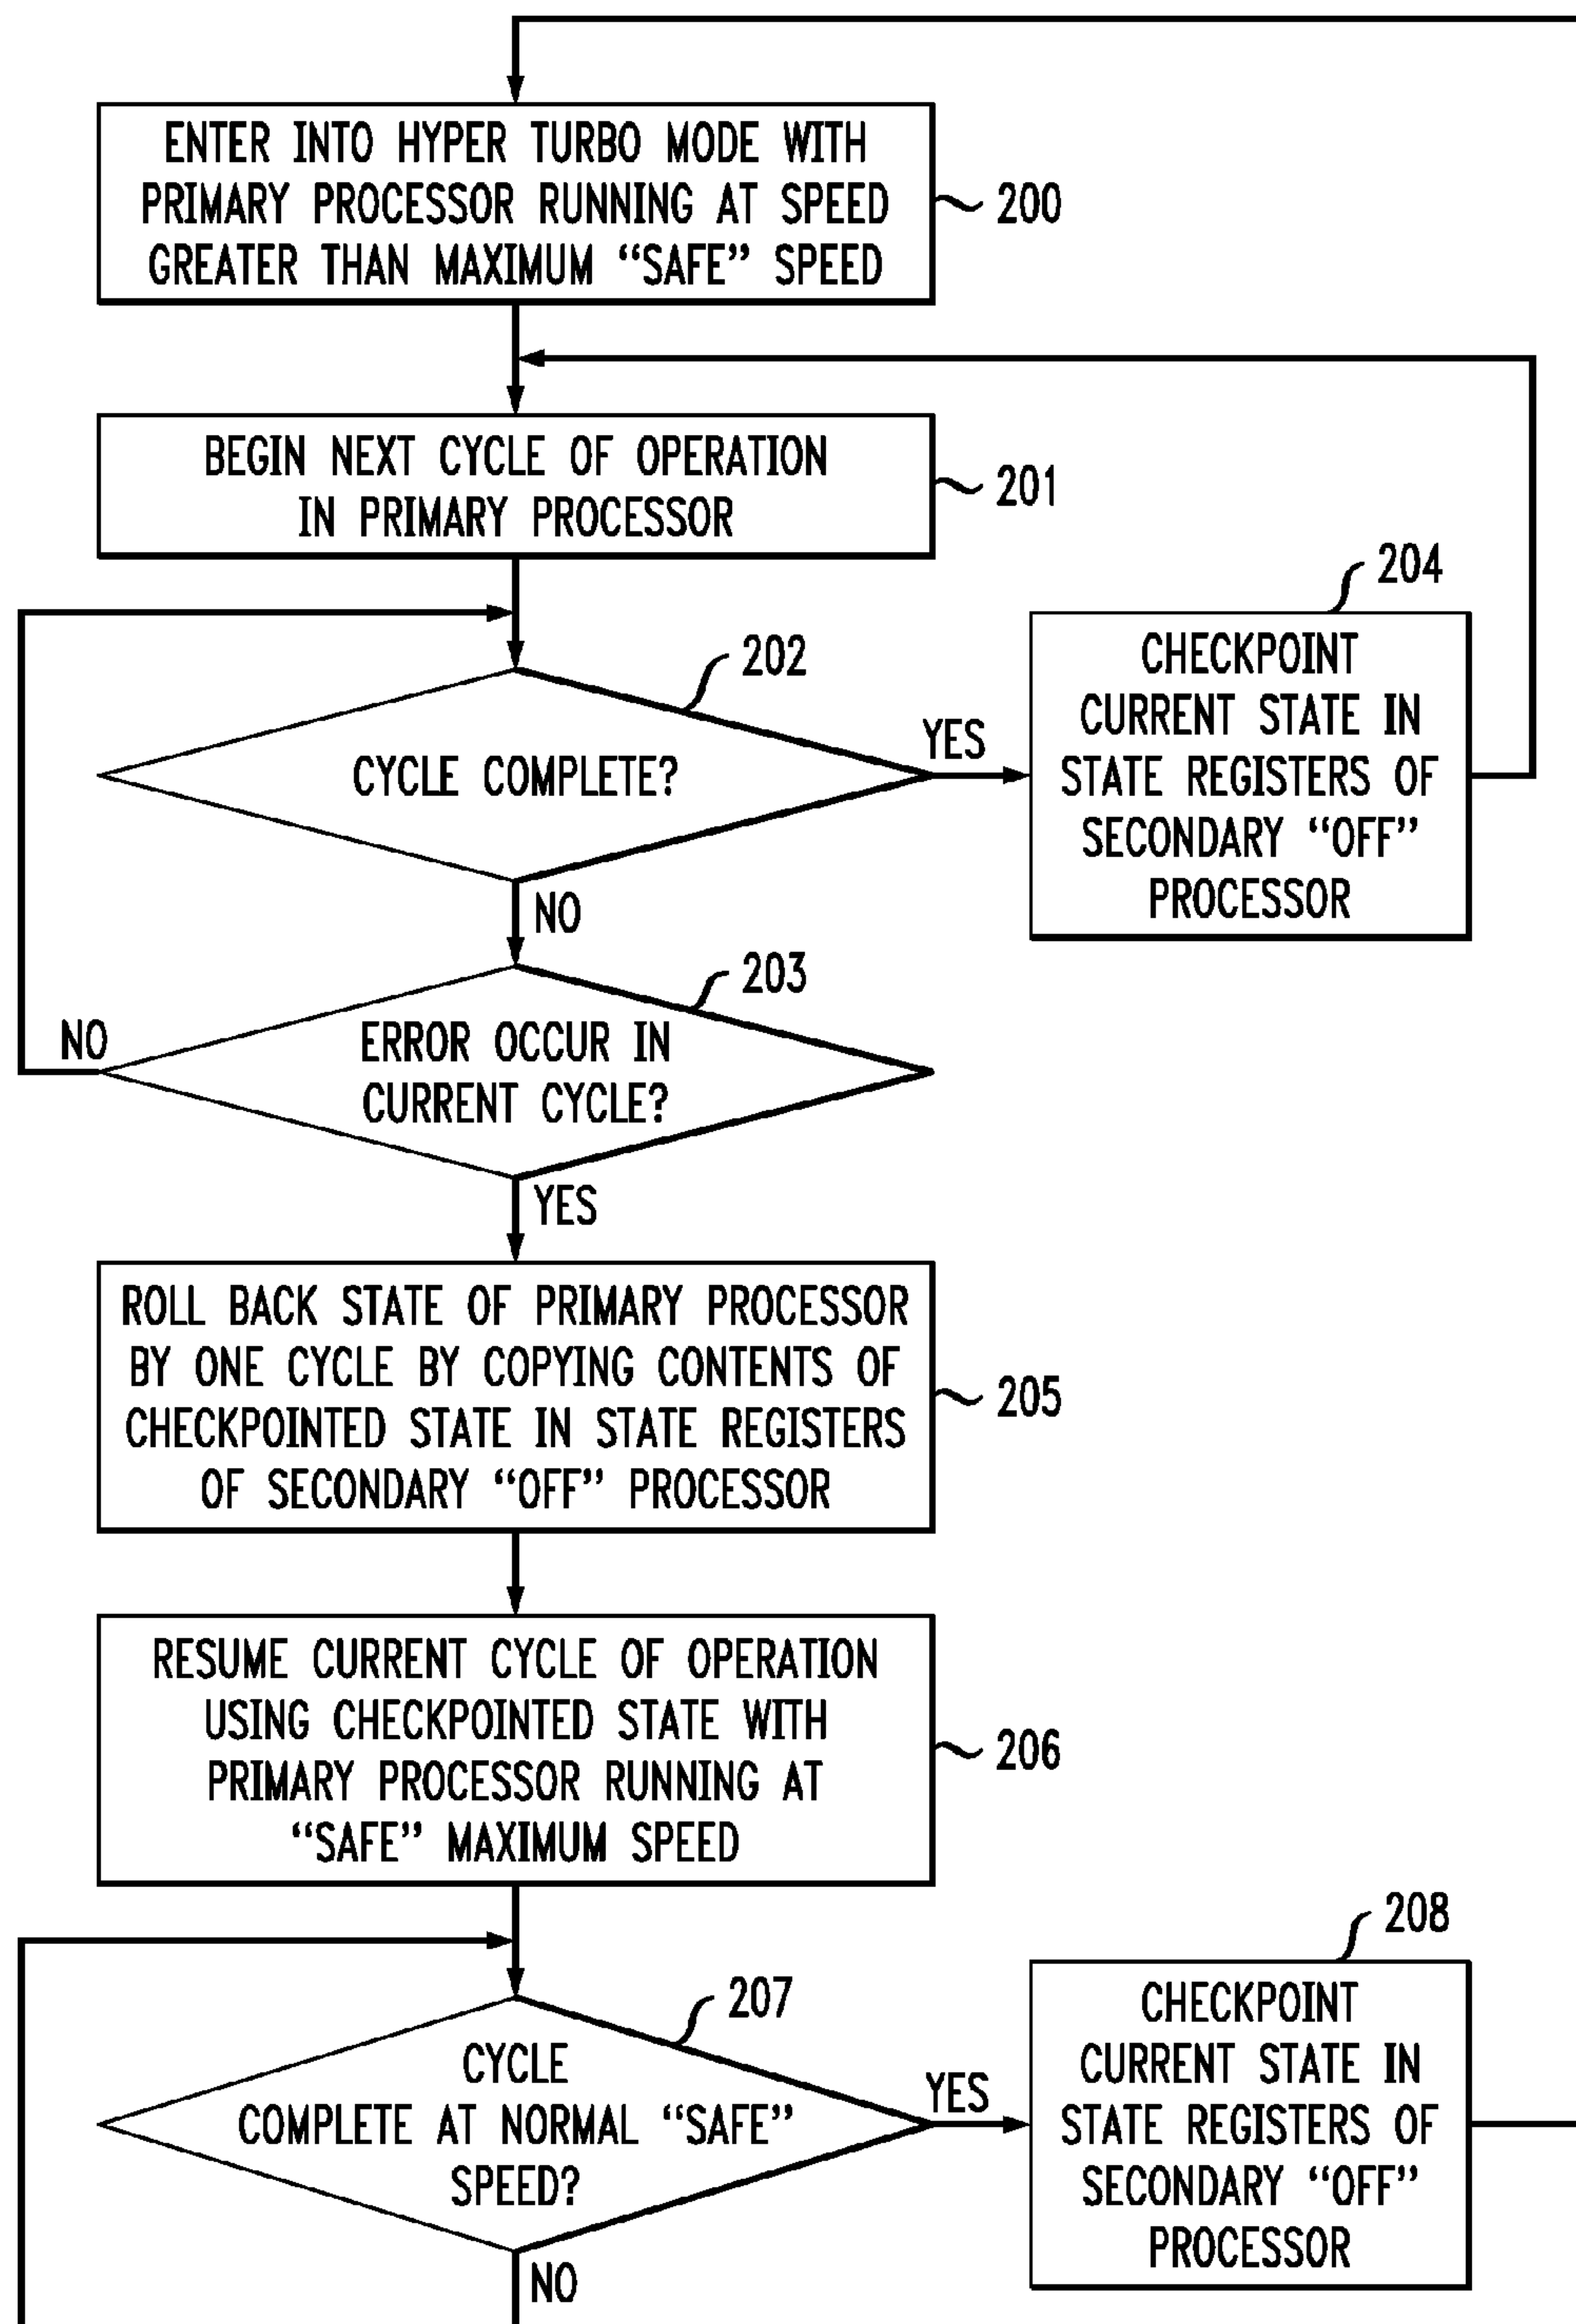 ENTER INTO HYPER TURBO MODE WITH
PRIMARY PROCESSOR RUNNING AT SPEED
GREATER THAN MAXIMUM “SAFE” SPEED
200
BEGIN NEXT CYCLE OF OPERATION
IN PRIMARY PROCESSOR
201
202
CYCLE COMPLETE?
YES
NO
204
CHECKPOINT
CURRENT STATE IN
STATE REGISTERS OF
SECONDARY “OFF”
PROCESSOR
203
ERROR OCCUR IN
CURRENT CYCLE?
NO
YES
ROLL BACK STATE OF PRIMARY PROCESSOR
BY ONE CYCLE BY COPYING CONTENTS OF
CHECKPOINTED STATE IN STATE REGISTERS
OF SECONDARY “OFF” PROCESSOR
205
RESUME CURRENT CYCLE OF OPERATION
USING CHECKPOINTED STATE WITH
PRIMARY PROCESSOR RUNNING AT
“SAFE” MAXIMUM SPEED
206
207
CYCLE
COMPLETE AT NORMAL “SAFE”
SPEED?
YES
NO
208
CHECKPOINT
CURRENT STATE IN
STATE REGISTERS OF
SECONDARY “OFF”
PROCESSOR